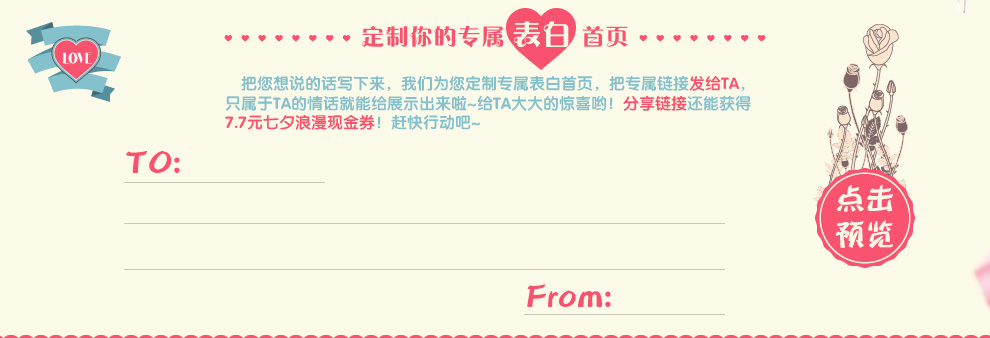 LOVE
定制你的专属表白首页
把您想说的话写下来，我们为您定制专属表白首页，把专属链接发给TA，
只属于TA的情话就能给展示出来啦~给TA大大的惊喜哟！分享链接还能获得
7.7元七夕浪漫现金券！赶快行动吧~
TO:
点击
预览
From: